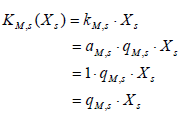 K_{M,s}(X_s) = k_{M,s} · X_s
= a_{M,s} · q_{M,s} · X_s
= 1 · q_{M,s} · X_s
= q_{M,s} · X_s